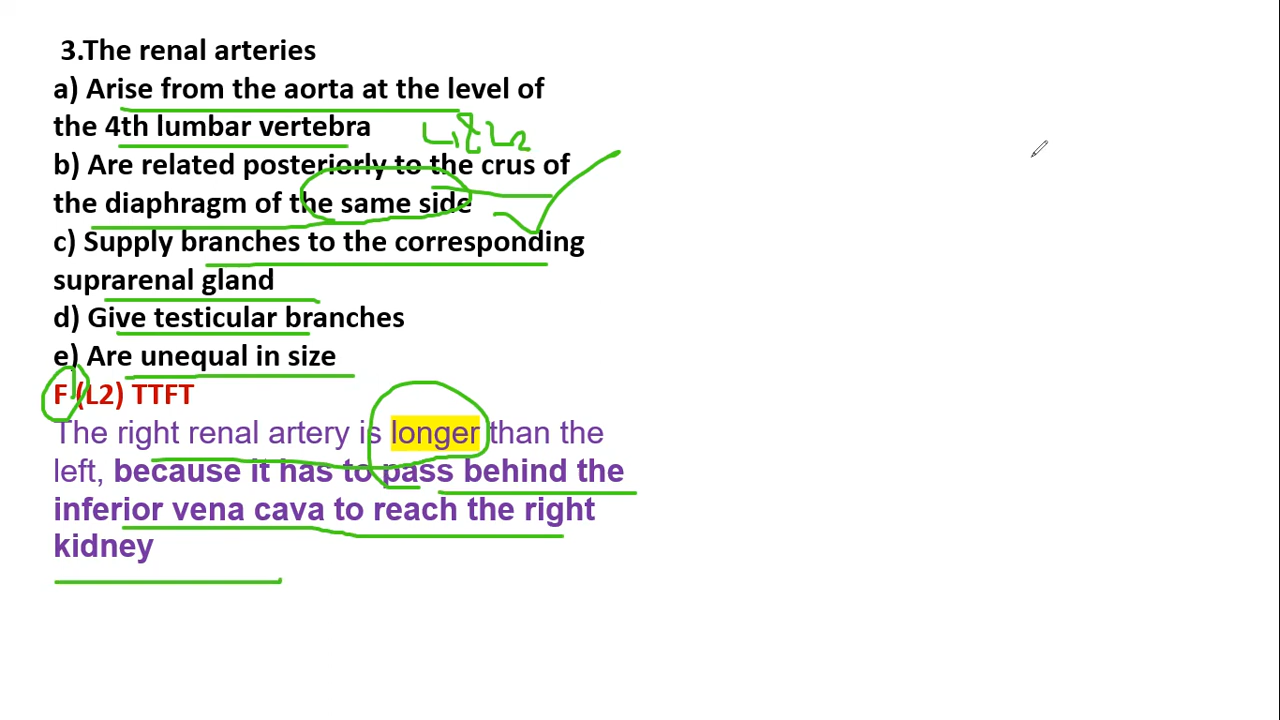 3.The renal arteries
a) Arise from the aorta at the level of
the 4th lumbar vertebra
L1& L2
b) Are related posteriorly to the crus of
the diaphragm of the same side
c) Supply branches to the corresponding
suprarenal gland
d) Give testicular branches
e) Are unequal in size
F (L2) TTFT
The right renal artery is longer than the
left, because it has to pass behind the
inferior vena cava to reach the right
kidney